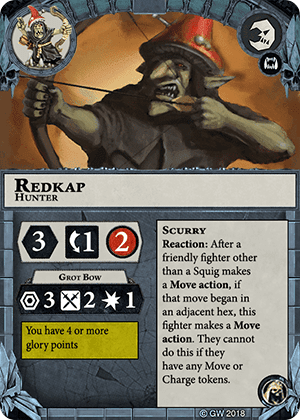 REDKAP
HUNTER
3 1 2
GROT BOW
3 2 1
You have 4 or more
glory points
SCURRY
Reaction: After a
friendly fighter other
than a Squig makes
a Move action, if
that move began in
an adjacent hex, this
fighter makes a Move
action. They cannot
do this if they
have any Move or
Charge tokens.
© GW 2018